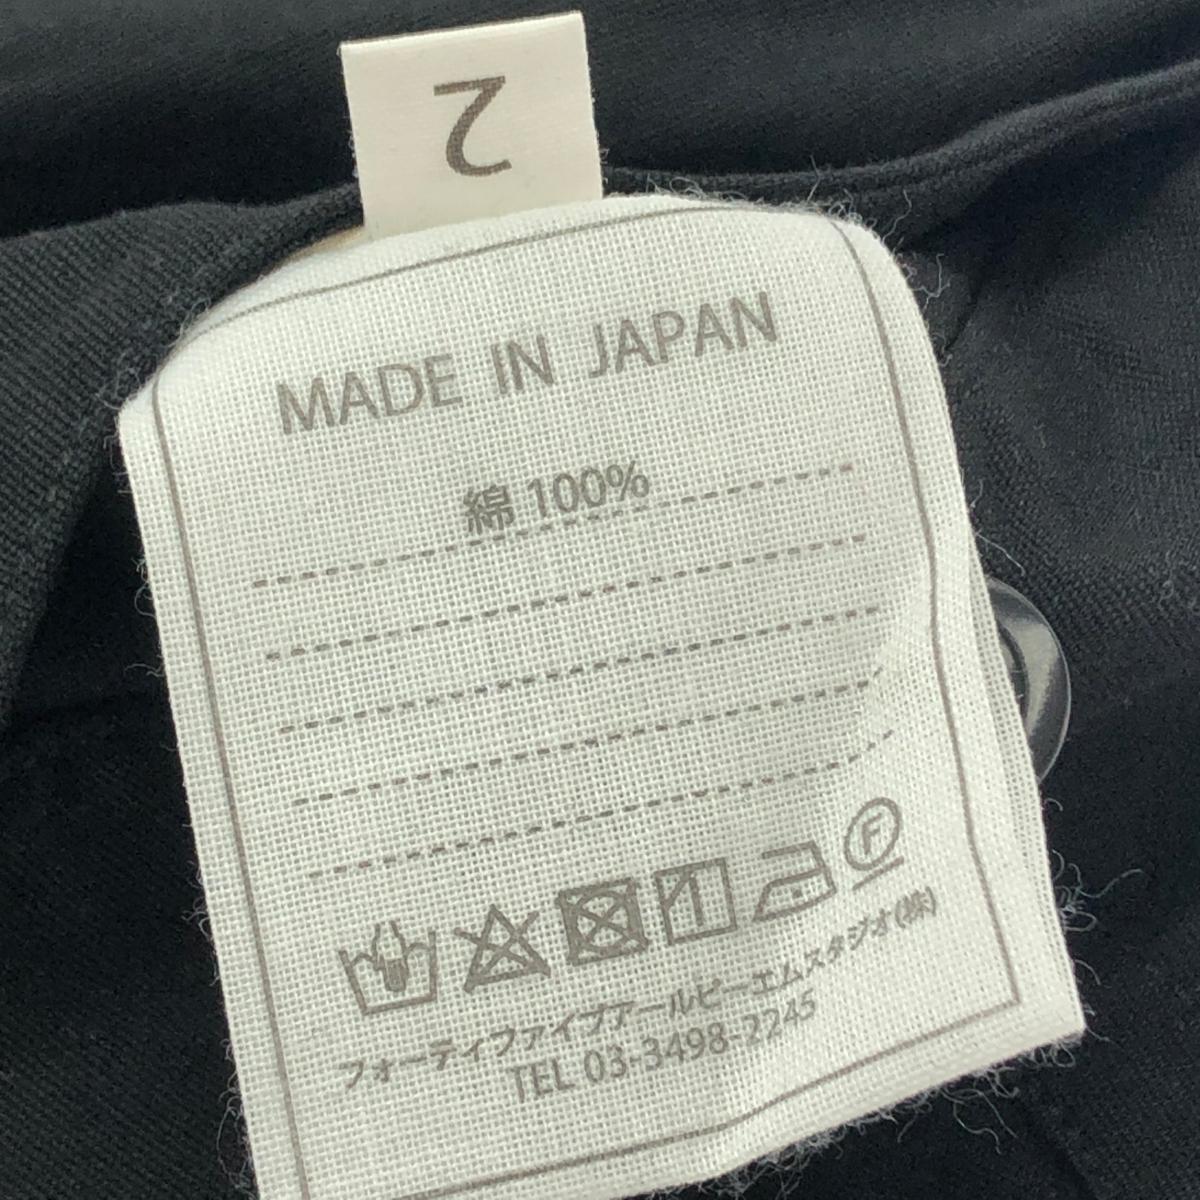 2
MADE IN JAPAN
綿 100%
F
フォーティファイブアールピーエムスタジオ(株)
TEL 03-3498-2245